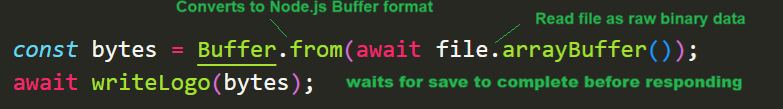 Converts to Node.js Buffer format
Read file as raw binary data
const bytes = Buffer.from(await file.arrayBuffer());
await writeLogo(bytes); waits for save to complete before responding